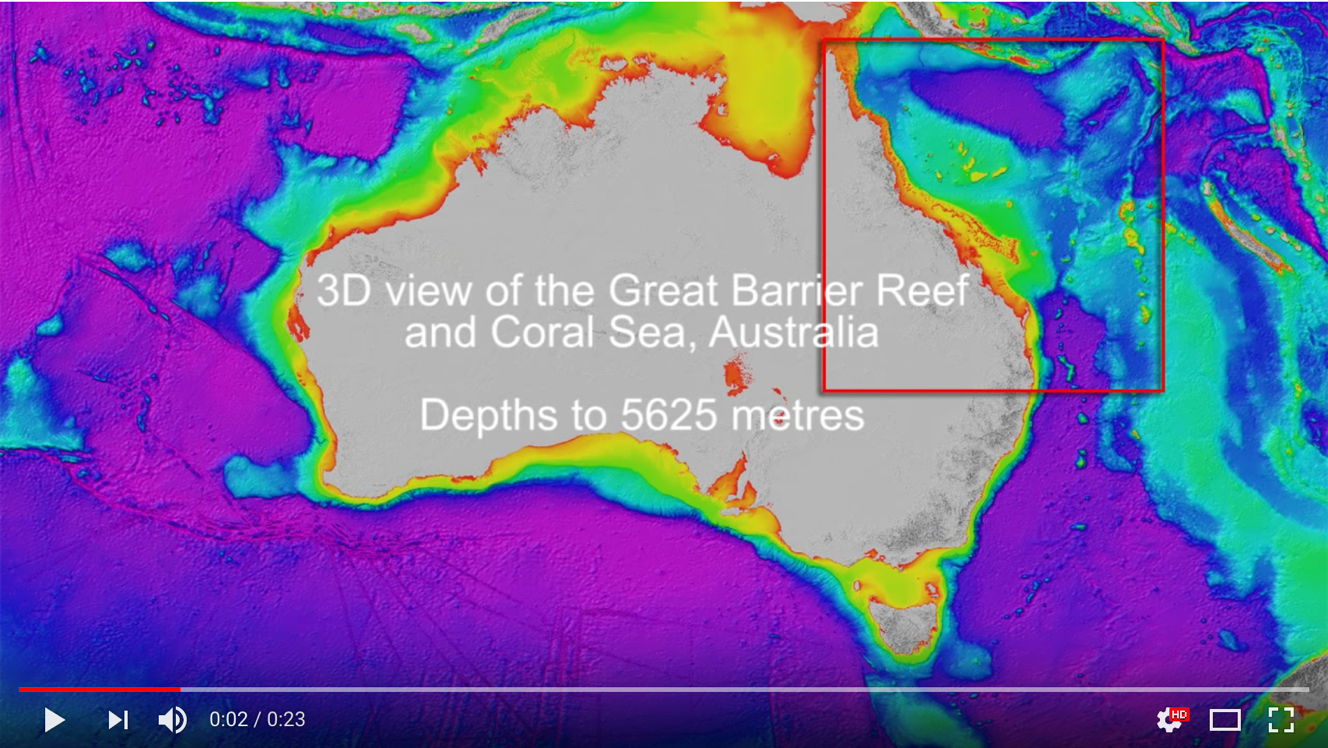 3D view of the Great Barrier Reef
and Coral Sea, Australia
Depths to 5625 metres
0:02 / 0:23
HD